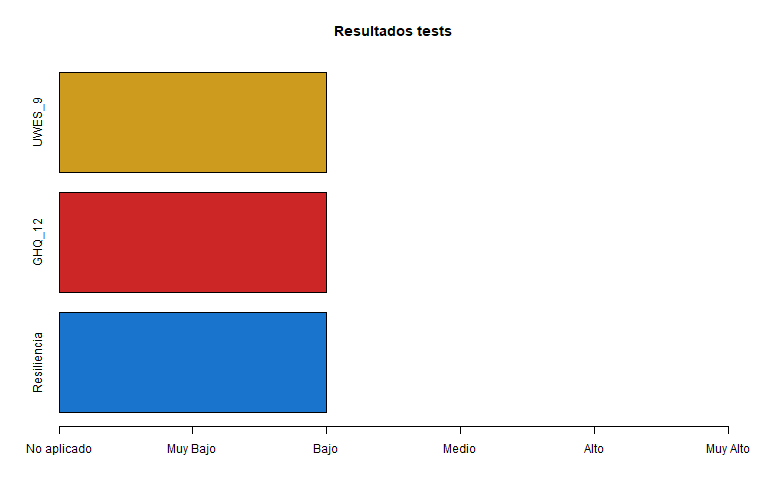 Resultados tests
UWES_9
GHQ_12
Resiliencia
No aplicado
Muy Bajo
Bajo
Medio
Alto
Muy Alto